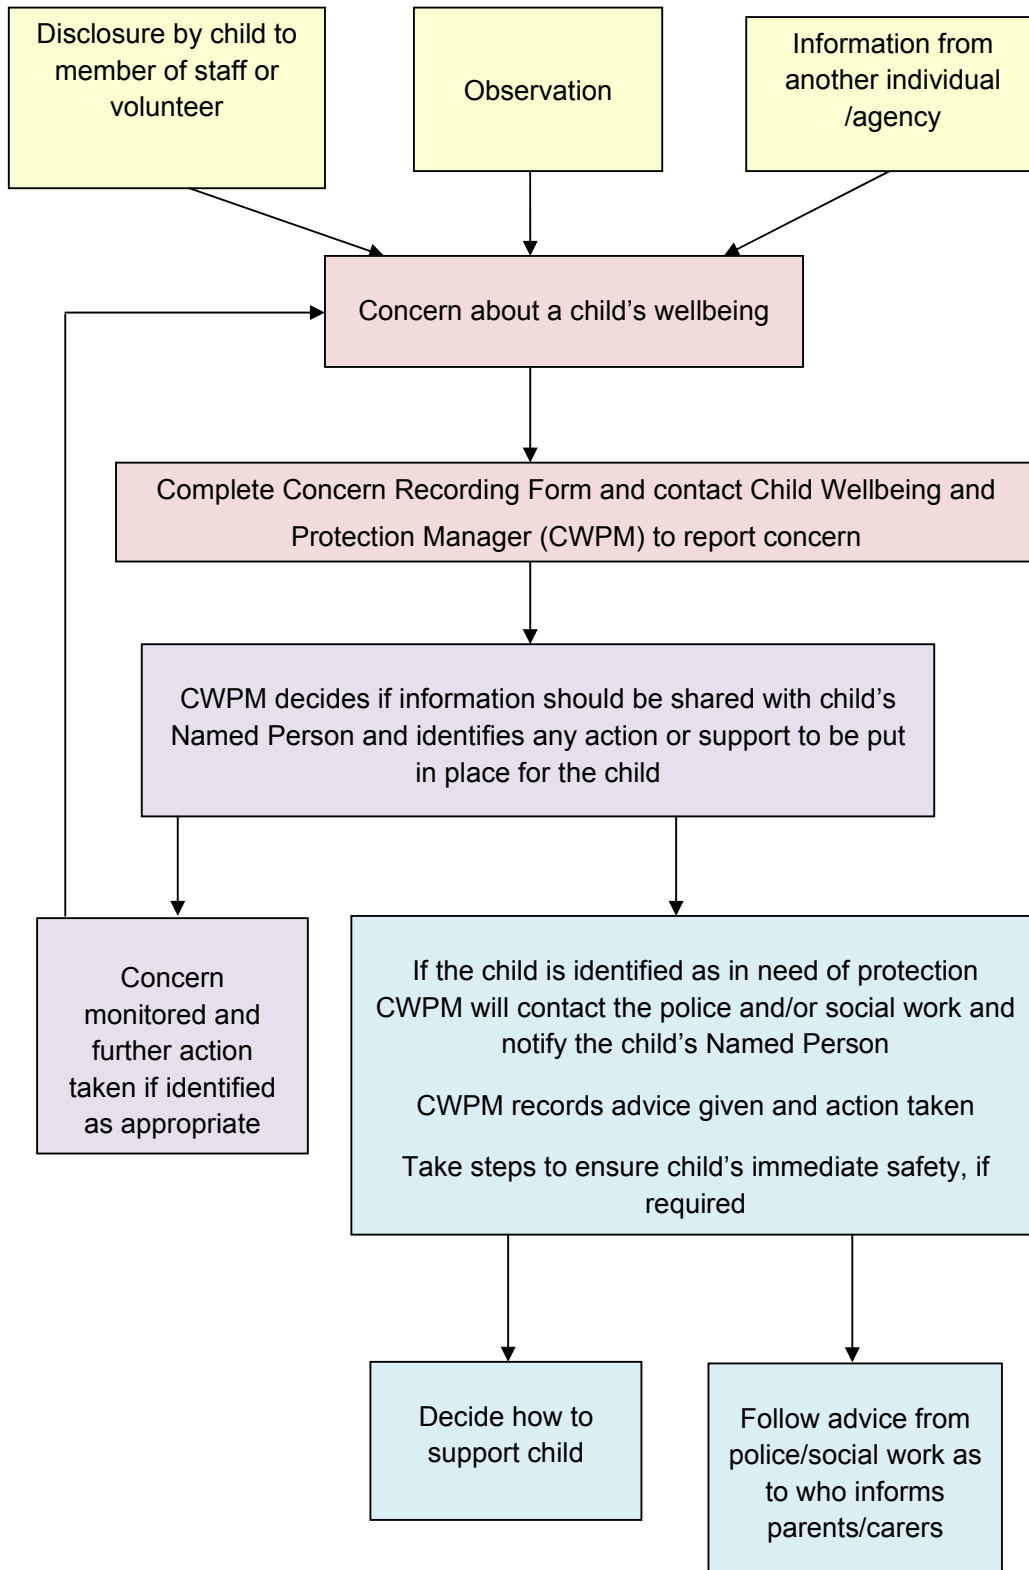 Disclosure by child to
member of staff or
volunteer
Observation
Information from
another individual
/agency
Concern about a child’s wellbeing
Complete Concern Recording Form and contact Child Wellbeing and
Protection Manager (CWPM) to report concern
CWPM decides if information should be shared with child’s
Named Person and identifies any action or support to be put
in place for the child
Concern
monitored and
further action
taken if identified
as appropriate
If the child is identified as in need of protection
CWPM will contact the police and/or social work and
notify the child’s Named Person
CWPM records advice given and action taken
Take steps to ensure child’s immediate safety, if
required
Decide how to
support child
Follow advice from
police/social work as
to who informs
parents/carers